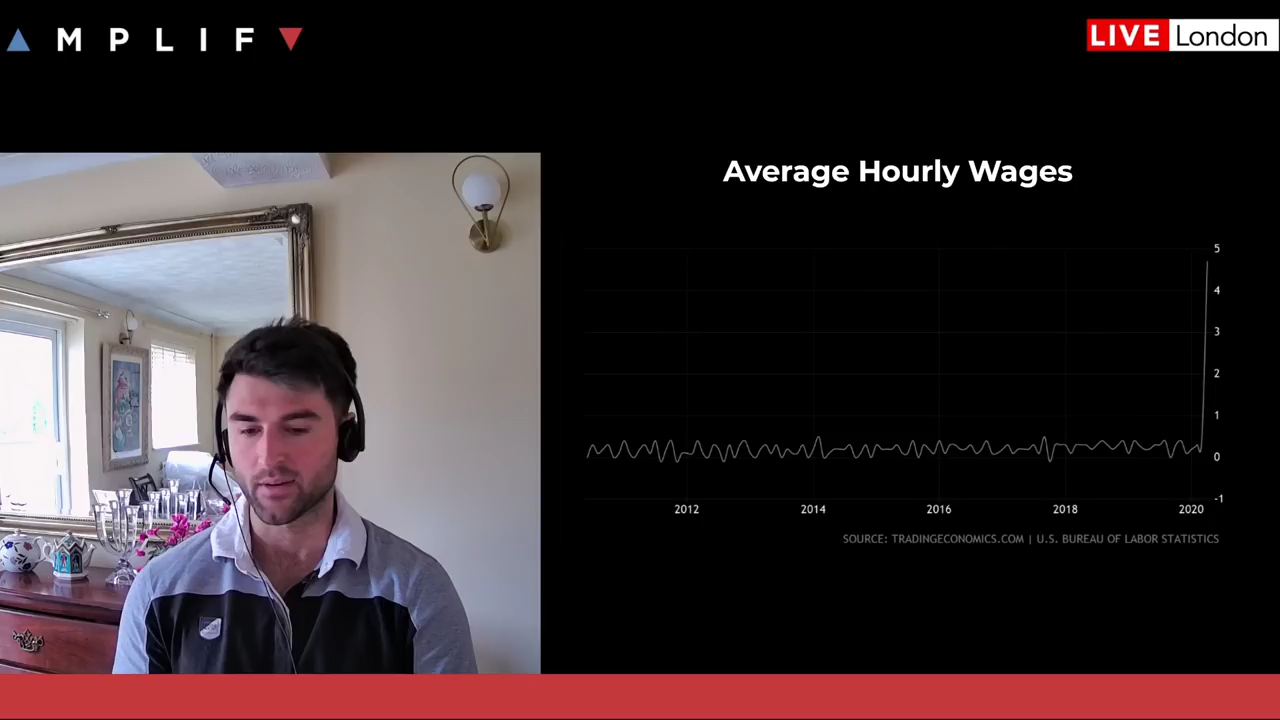 AMPLIFY
LIVE London
Average Hourly Wages
5
4
3
2
1
0
-1
2012 2014 2016 2018 2020
SOURCE: TRADINGECONOMICS.COM | U.S. BUREAU OF LABOR STATISTICS